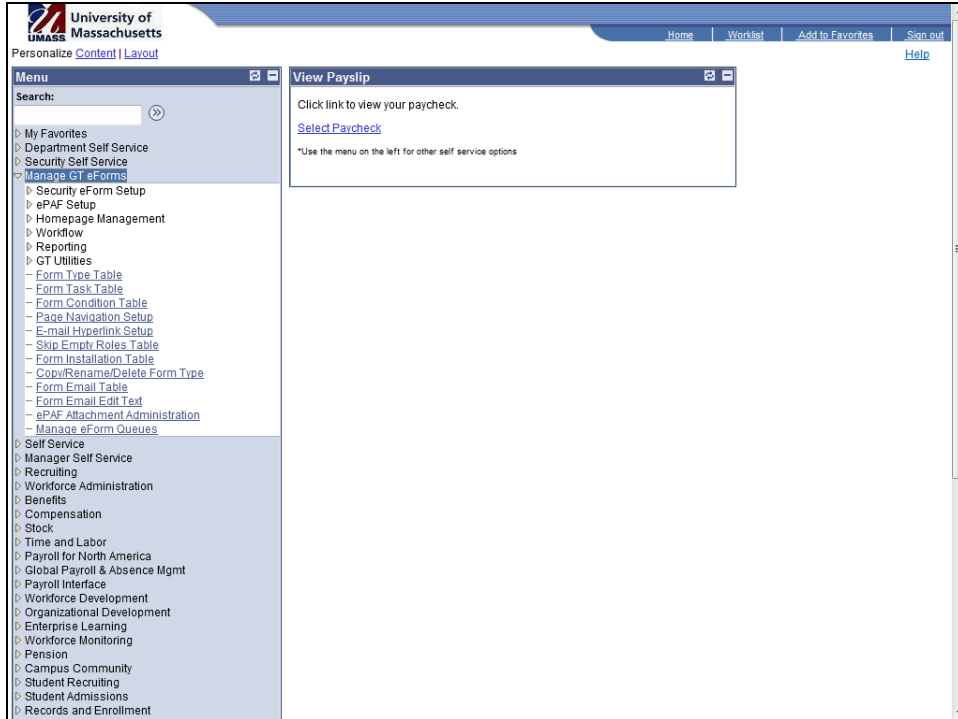 University of
Massachusetts
UMASS
Home Worklist Add to Favorites Sign out
Personalize Content | Layout
Help
Menu
Search:
My Favorites
Department Self Service
Security Self Service
Manage GT eForms
Security eForm Setup
ePAF Setup
Homepage Management
Workflow
Reporting
GT Utilities
– Form Type Table
– Form Task Table
– Form Condition Table
– Page Navigation Setup
– E-mail Hyperlink Setup
– Skip Empty Roles Table
– Form Installation Table
– Copy/Rename/Delete Form Type
– Form Email Table
– Form Email Edit Text
– ePAF Attachment Administration
– Manage eForm Queues
Self Service
Manager Self Service
Recruiting
Workforce Administration
Benefits
Compensation
Stock
Time and Labor
Payroll for North America
Global Payroll & Absence Mgmt
Payroll Interface
Workforce Development
Organizational Development
Enterprise Learning
Workforce Monitoring
Pension
Campus Community
Student Recruiting
Student Admissions
Records and Enrollment
View Payslip
Click link to view your paycheck.
Select Paycheck
*Use the menu on the left for other self service options